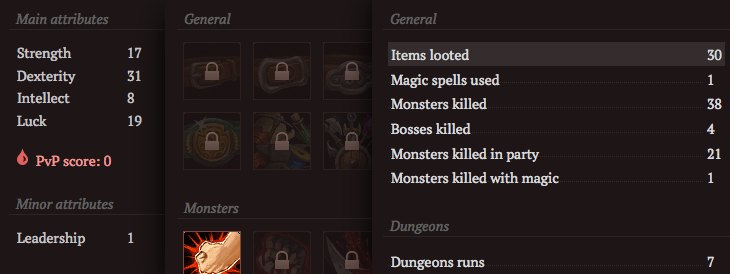 Main attributes
Strength 17
Dexterity 31
Intellect 8
Luck 19
PvP score: 0
Minor attributes
Leadership 1
General
Monsters
General
Items looted 30
Magic spells used 1
Monsters killed 38
Bosses killed 4
Monsters killed in party 21
Monsters killed with magic 1
Dungeons
Dungeons runs 7